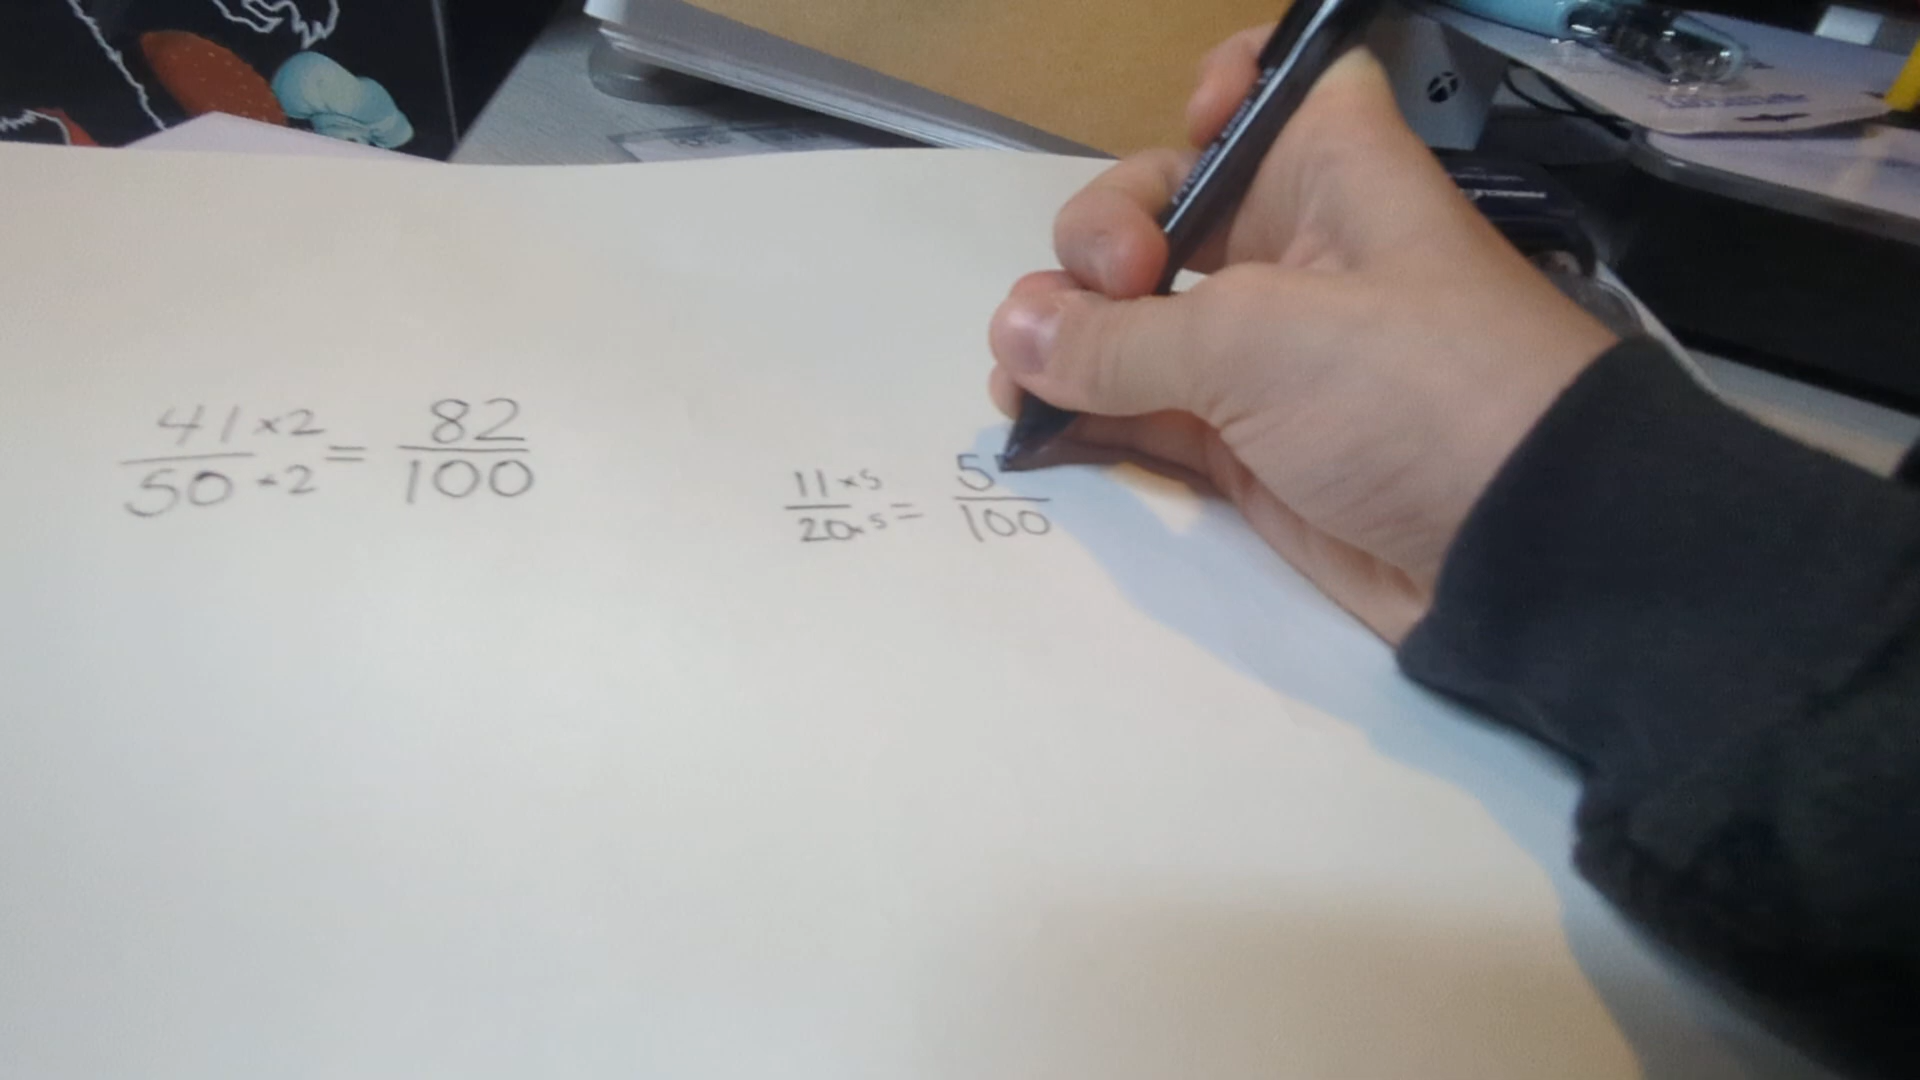 41 ×2 = 82
50 ×2 100
11 ×5 = 5
20 ×5 100